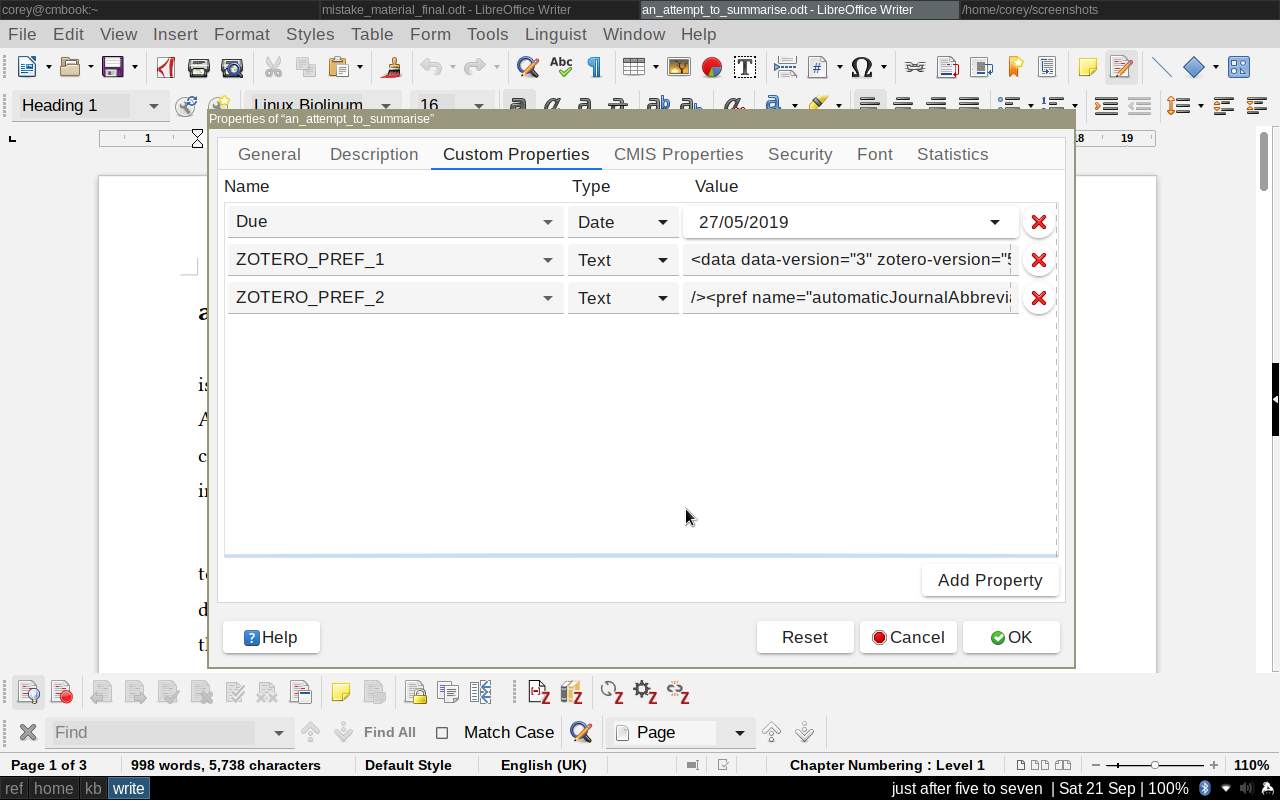 corey@cmbook:~ mistake_material_final.odt - LibreOffice Writer an_attempt_to_summarise.odt - LibreOffice Writer /home/corey/screenshots
File Edit View Insert Format Styles Table Form Tools Linguist Window Help
Abc
Heading 1 Linux Biolinum 16
Properties of “an_attempt_to_summarise”
1 18 19
General Description Custom Properties CMIS Properties Security Font Statistics
Name Type Value
Due Date 27/05/2019
ZOTERO_PREF_1 Text <data data-version="3" zotero-version="5
ZOTERO_PREF_2 Text /><pref name="automaticJournalAbbrevia
Add Property
Help Reset Cancel OK
Find Find All Match Case Page
Page 1 of 3 998 words, 5,738 characters Default Style English (UK) Chapter Numbering : Level 1 110%
ref home kb write just after five to seven | Sat 21 Sep | 100%